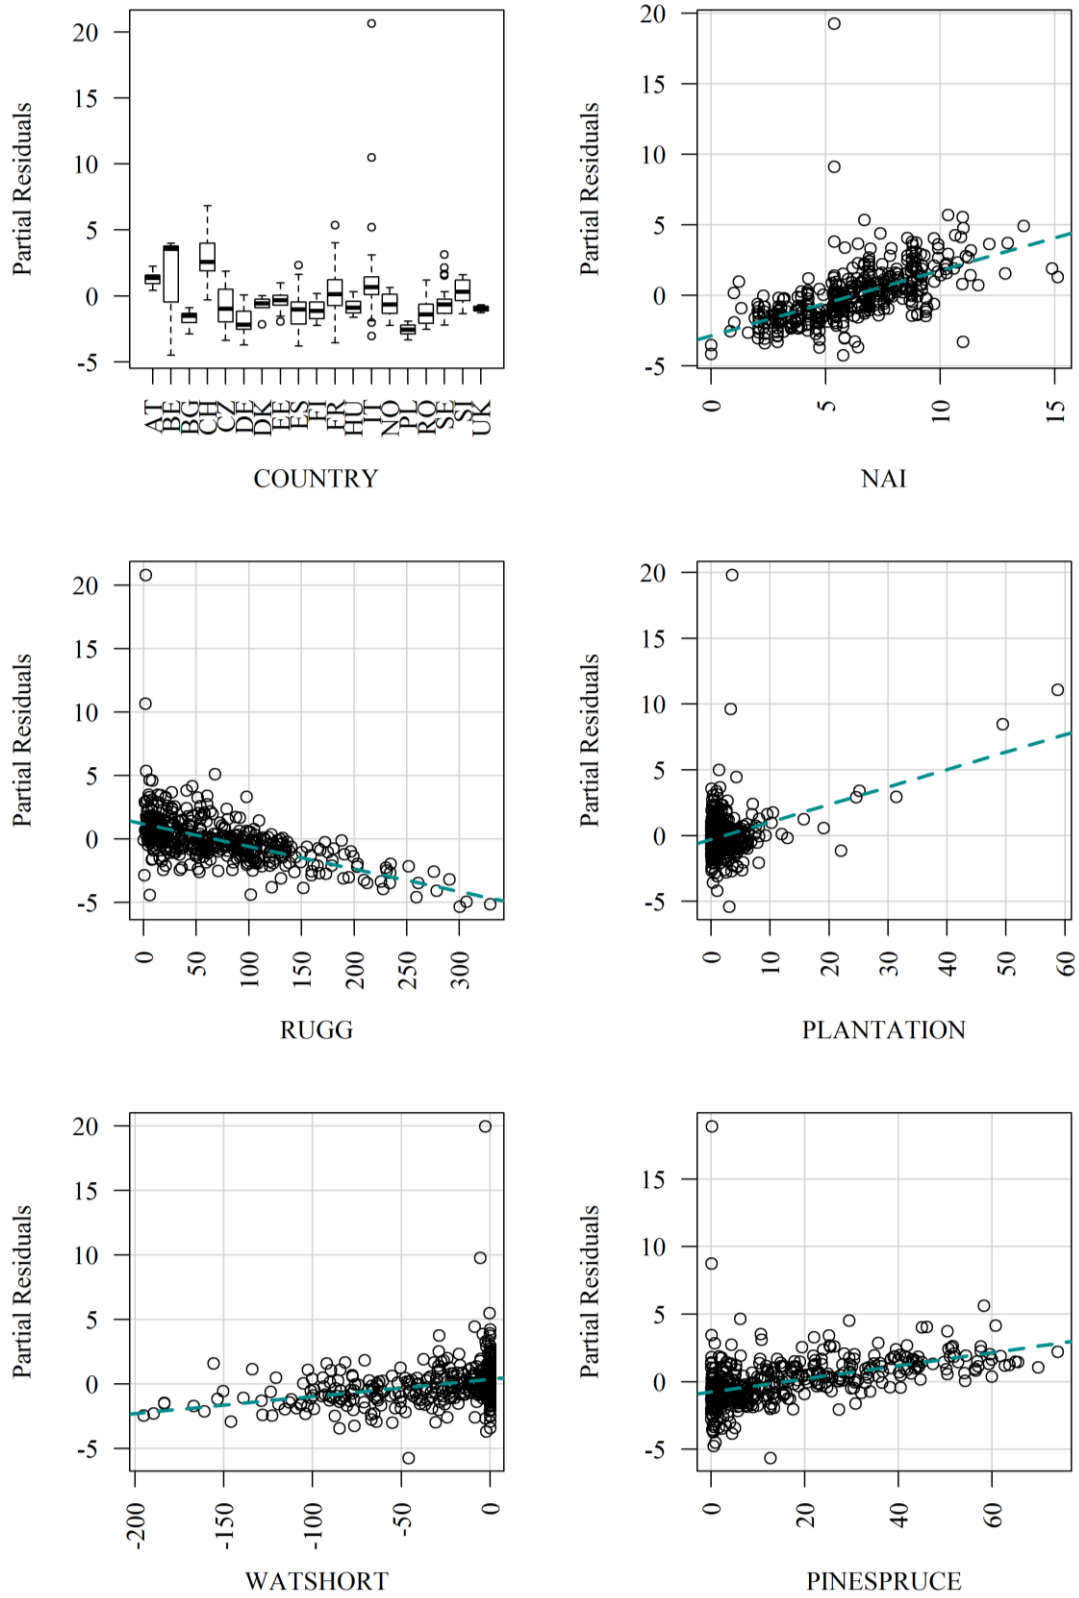 Partial Residuals
20
15
10
5
0
-5
AT BE BG CH CZ DE DK EE ES FI FR HU IT NO PL RO SE SI UK
COUNTRY
Partial Residuals
20
15
10
5
0
-5
0 5 10 15
NAI
Partial Residuals
20
15
10
5
0
-5
0 50 100 150 200 250 300
RUGG
Partial Residuals
20
15
10
5
0
-5
0 10 20 30 40 50 60
PLANTATION
Partial Residuals
20
15
10
5
0
-5
-200 -150 -100 -50 0
WATSHORT
Partial Residuals
15
10
5
0
-5
0 20 40 60
PINESPRUCE